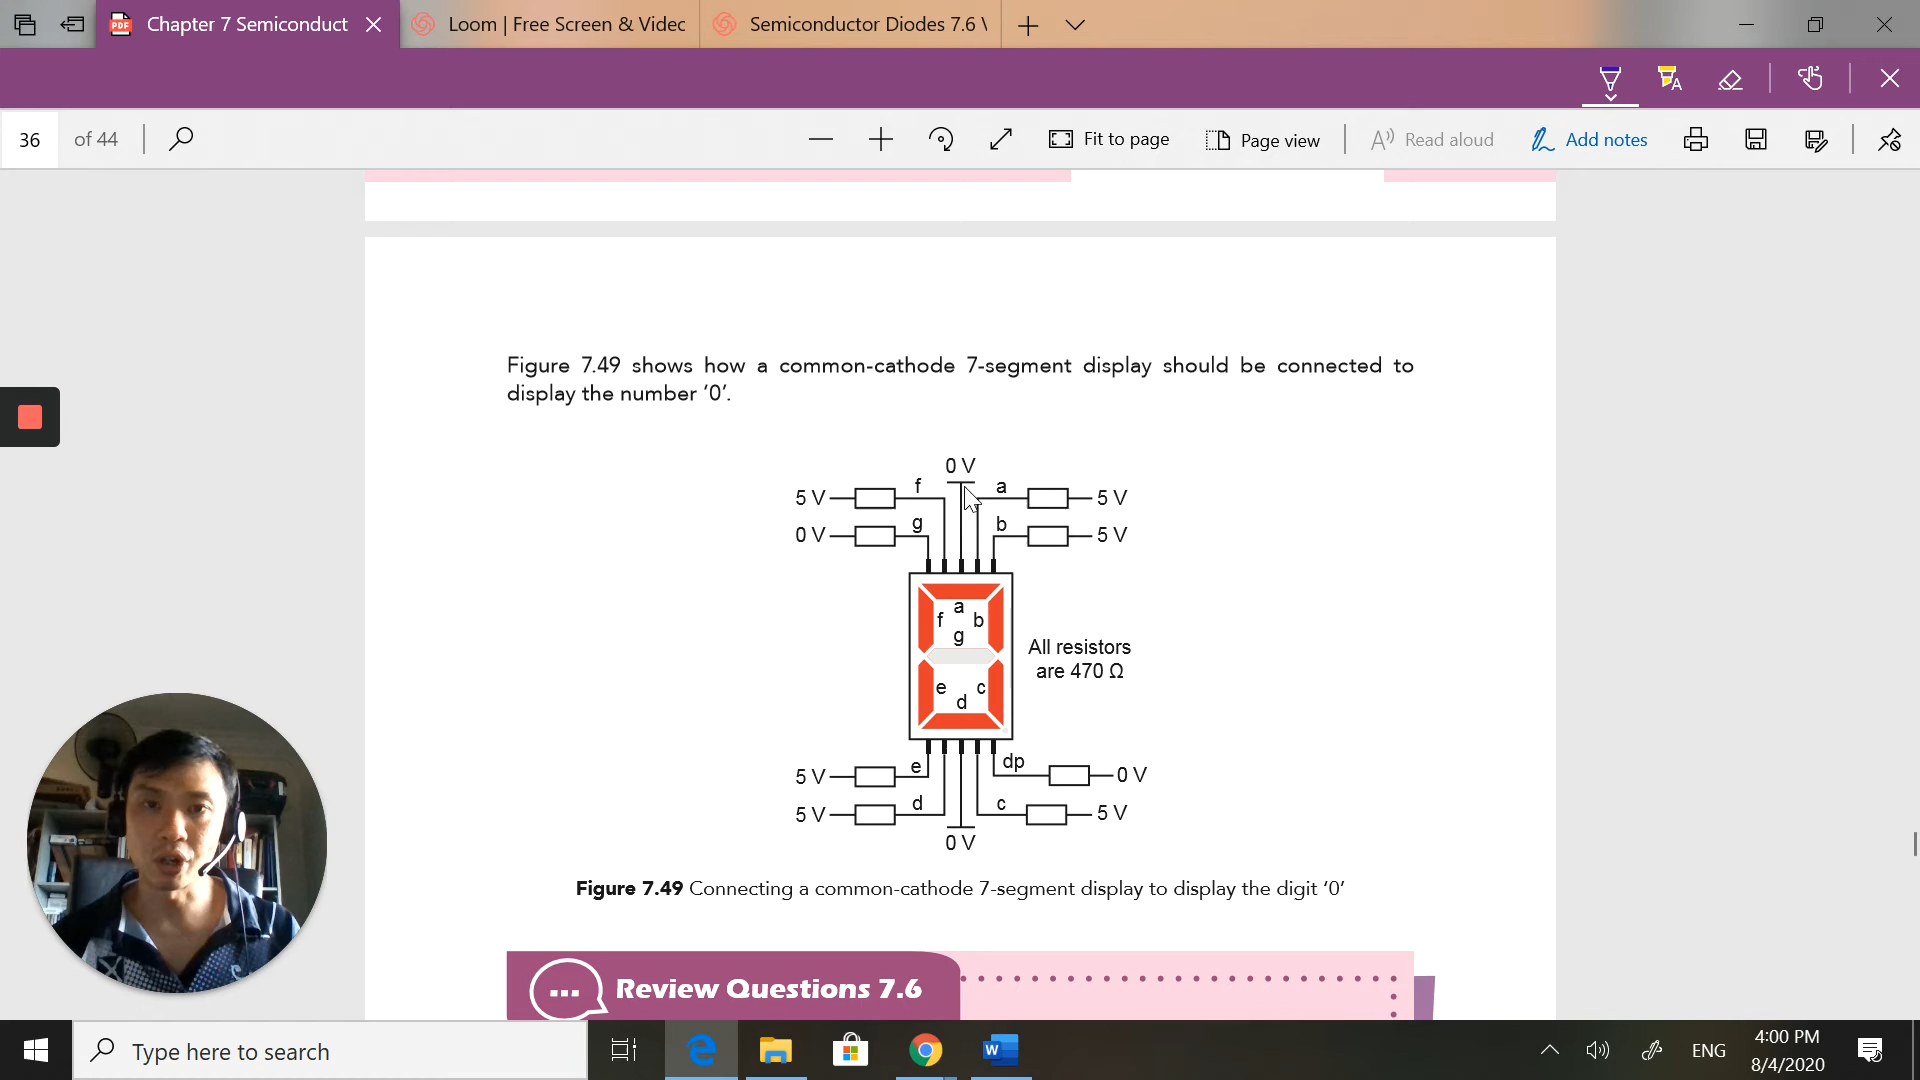 Chapter 7 Semiconduct
Loom | Free Screen & Videc
Semiconductor Diodes 7.6 \
36 of 44
Fit to page
Page view
Read aloud
Add notes
Figure 7.49 shows how a common-cathode 7-segment display should be connected to
display the number ‘0’.
0 V
5 V f a 5 V
0 V g b 5 V
a
f b
g
e c
d
All resistors
are 470 Ω
5 V e dp 0 V
5 V d c 5 V
0 V
Figure 7.49 Connecting a common-cathode 7-segment display to display the digit ‘0’
... Review Questions 7.6
Type here to search
ENG
4:00 PM
8/4/2020